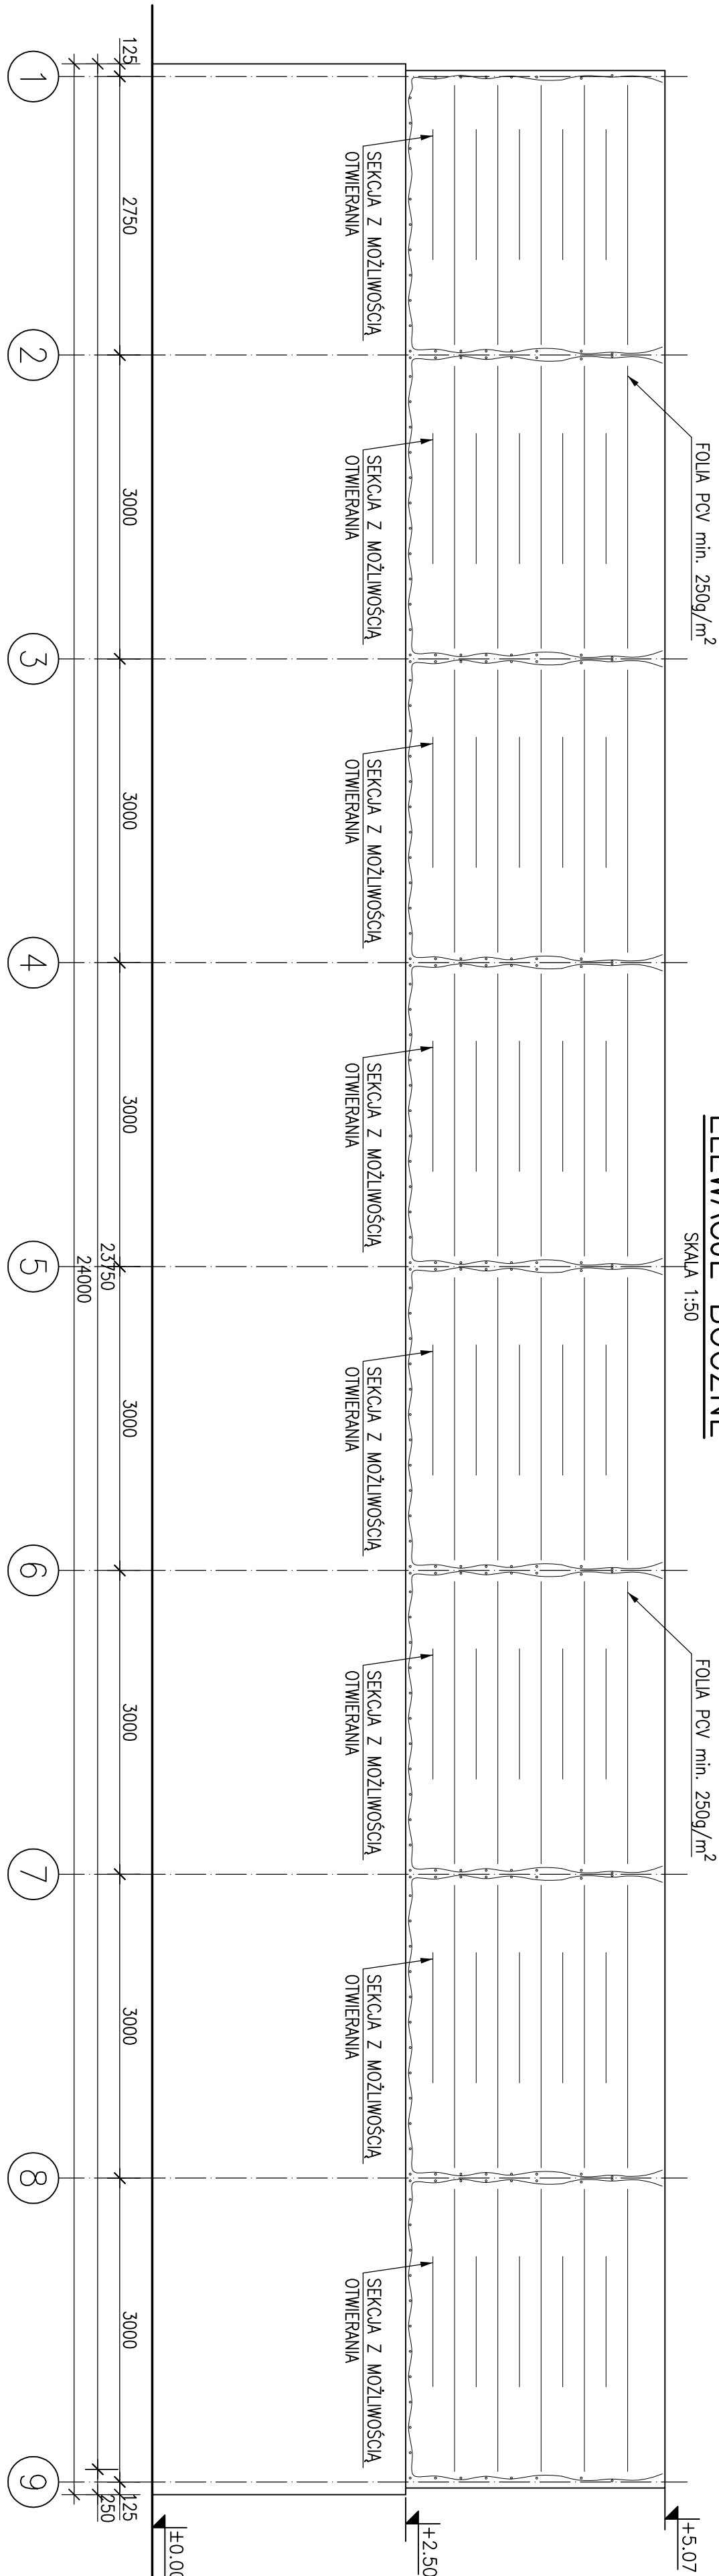 ELEWACJE BOCZNE
SKALA 1:50
FOLIA PCV min. 250g/m²
FOLIA PCV min. 250g/m²
+5.07
+2.50
±0.00
SEKCJA Z MOŻLIWOŚCIĄ
OTWIERANIA
SEKCJA Z MOŻLIWOŚCIĄ
OTWIERANIA
SEKCJA Z MOŻLIWOŚCIĄ
OTWIERANIA
SEKCJA Z MOŻLIWOŚCIĄ
OTWIERANIA
SEKCJA Z MOŻLIWOŚCIĄ
OTWIERANIA
SEKCJA Z MOŻLIWOŚCIĄ
OTWIERANIA
SEKCJA Z MOŻLIWOŚCIĄ
OTWIERANIA
SEKCJA Z MOŻLIWOŚCIĄ
OTWIERANIA
125 2750 3000 3000 3000 3000 3000 3000 3000 125
23750 250
24000
1 2 3 4 5 6 7 8 9